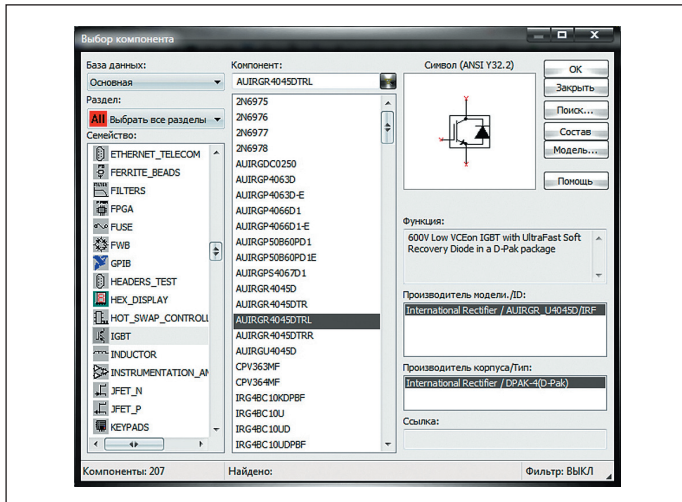 Выбор компонента
База данных:
Основная
Раздел:
All Выбрать все разделы
Семейство:
ETHERNET_TELECOM
FERRITE_BEADS
FILTERS
FPGA
FUSE
FWB
GPIB
HEADERS_TEST
HEX_DISPLAY
HOT_SWAP_CONTROLL
IGBT
INDUCTOR
INSTRUMENTATION_AN
JFET_N
JFET_P
KEYPADS
Компонент:
AUIRGR4045DTRL
2N6975
2N6976
2N6977
2N6978
AUIRGDC0250
AUIRGP4063D
AUIRGP4063D-E
AUIRGP4066D1
AUIRGP4066D1-E
AUIRGP50B60PD1
AUIRGP50B60PD1E
AUIRGPS4067D1
AUIRGR4045D
AUIRGR4045DTR
AUIRGR4045DTRL
AUIRGR4045DTRR
AUIRGU4045D
CPV363MF
CPV364MF
IRG4BC10KDPBF
IRG4BC10U
IRG4BC10UD
IRG4BC10UDPBF
Символ (ANSI Y32.2)
OK
Закрыть
Поиск...
Состав
Модель...
Помощь
Функция:
600V Low VCEon IGBT with UltraFast Soft
Recovery Diode in a D-Pak package
Производитель модели./ID:
International Rectifier / AUIRGR_U4045D/IRF
Производитель корпуса/Тип:
International Rectifier / DPAK-4(D-Pak)
Ссылка:
Компоненты: 207
Найдено:
Фильтр: ВЫКЛ